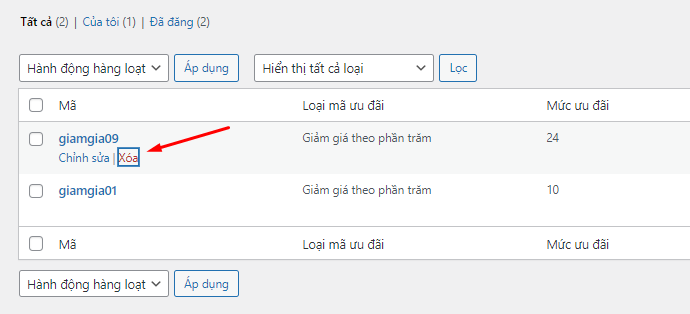 Tất cả (2) | Của tôi (1) | Đã đăng (2)
Hành động hàng loạt Áp dụng Hiển thị tất cả loại Lọc
Mã Loại mã ưu đãi Mức ưu đãi
giamgia09 Giảm giá theo phần trăm 24
Chỉnh sửa | Xóa
giamgia01 Giảm giá theo phần trăm 10
Mã Loại mã ưu đãi Mức ưu đãi
Hành động hàng loạt Áp dụng